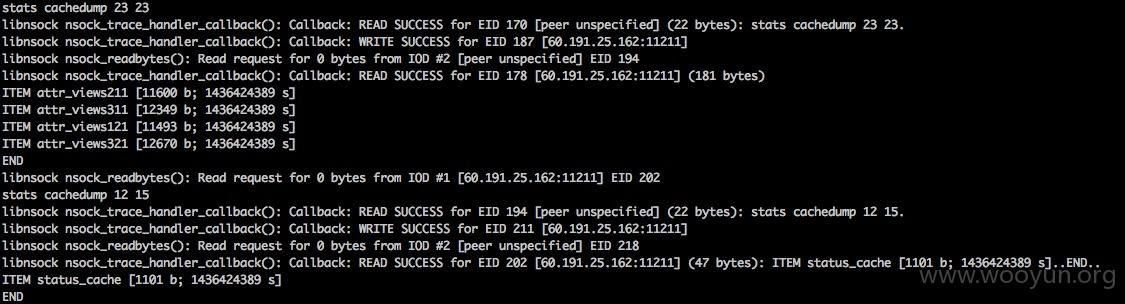 stats cachedump 23 23
libnsock nsock_trace_handler_callback(): Callback: READ SUCCESS for EID 170 [peer unspecified] (22 bytes): stats cachedump 23 23.
libnsock nsock_trace_handler_callback(): Callback: WRITE SUCCESS for EID 187 [60.191.25.162:11211]
libnsock nsock_readbytes(): Read request for 0 bytes from IOD #2 [peer unspecified] EID 194
libnsock nsock_trace_handler_callback(): Callback: READ SUCCESS for EID 178 [60.191.25.162:11211] (181 bytes)
ITEM attr_views211 [11600 b; 1436424389 s]
ITEM attr_views311 [12349 b; 1436424389 s]
ITEM attr_views121 [11493 b; 1436424389 s]
ITEM attr_views321 [12670 b; 1436424389 s]
END
libnsock nsock_readbytes(): Read request for 0 bytes from IOD #1 [60.191.25.162:11211] EID 202
stats cachedump 12 15
libnsock nsock_trace_handler_callback(): Callback: READ SUCCESS for EID 194 [peer unspecified] (22 bytes): stats cachedump 12 15.
libnsock nsock_trace_handler_callback(): Callback: WRITE SUCCESS for EID 211 [60.191.25.162:11211]
libnsock nsock_readbytes(): Read request for 0 bytes from IOD #2 [peer unspecified] EID 218
libnsock nsock_trace_handler_callback(): Callback: READ SUCCESS for EID 202 [60.191.25.162:11211] (47 bytes): ITEM status_cache [1101 b; 1436424389 s]..END..
ITEM status_cache [1101 b; 1436424389 s]
END
www.wooyun.org